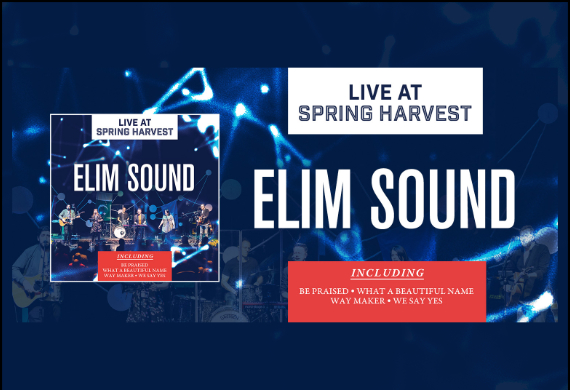 LIVE AT
SPRING HARVEST
ELIM SOUND
INCLUDING
BE PRAISED
WHAT A BEAUTIFUL NAME
WAY MAKER • WE SAY YES
LIVE AT
SPRING HARVEST
ELIM SOUND
INCLUDING
BE PRAISED • WHAT A BEAUTIFUL NAME
WAY MAKER • WE SAY YES